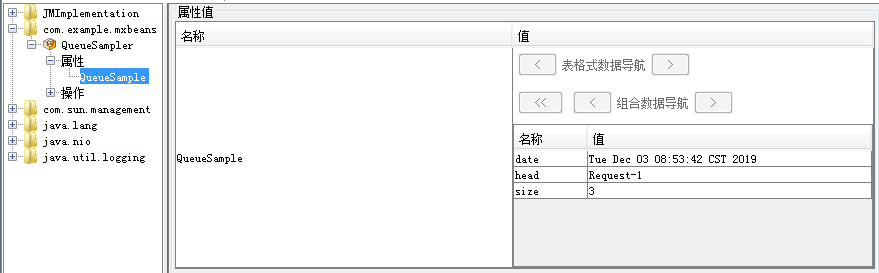 JMImplementation
com.example.mxbeans
QueueSampler
属性
QueueSample
操作
com.sun.management
java.lang
java.nio
java.util.logging
属性值
名称 值
QueueSample
< 表格式数据导航 >
<< < 组合数据导航 >
名称 值
date Tue Dec 03 08:53:42 CST 2019
head Request-1
size 3